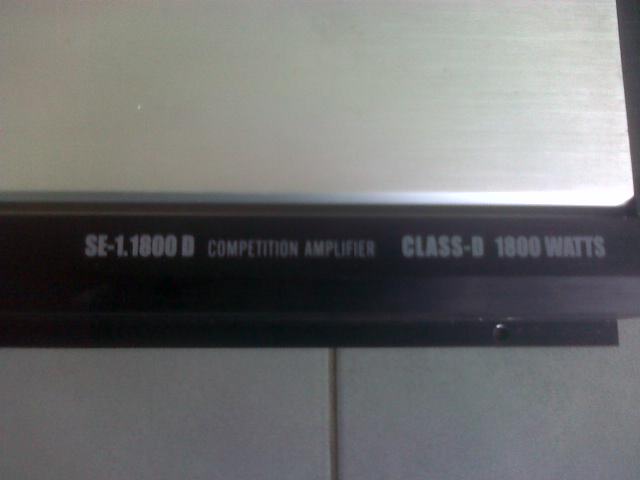 SE-1.1800 D COMPETITION AMPLIFIER CLASS-D 1800 WATTS